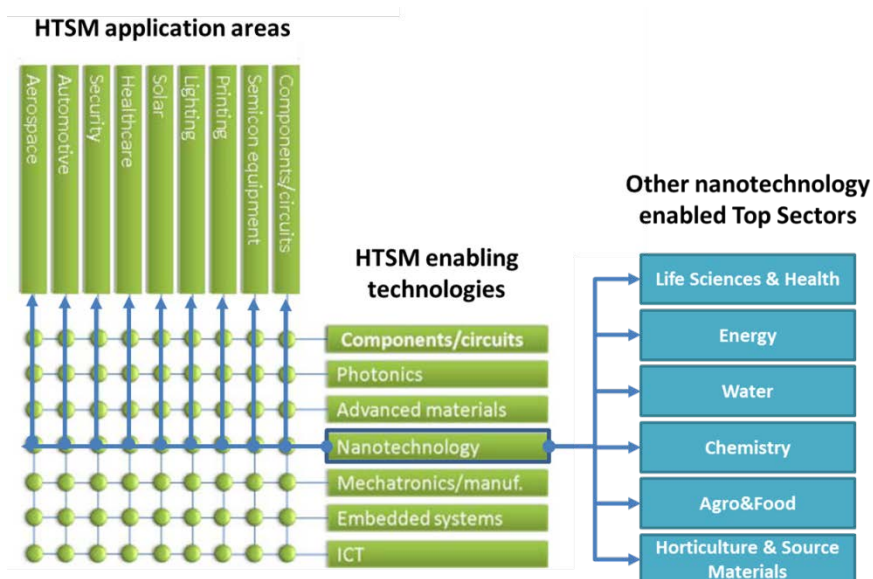 HTSM application areas
Aerospace
Automotive
Security
Healthcare
Solar
Lighting
Printing
Semicon equipment
Components/circuits
HTSM enabling
technologies
Components/circuits
Photonics
Advanced materials
Nanotechnology
Mechatronics/manuf.
Embedded systems
ICT
Other nanotechnology
enabled Top Sectors
Life Sciences & Health
Energy
Water
Chemistry
Agro&Food
Horticulture & Source
Materials